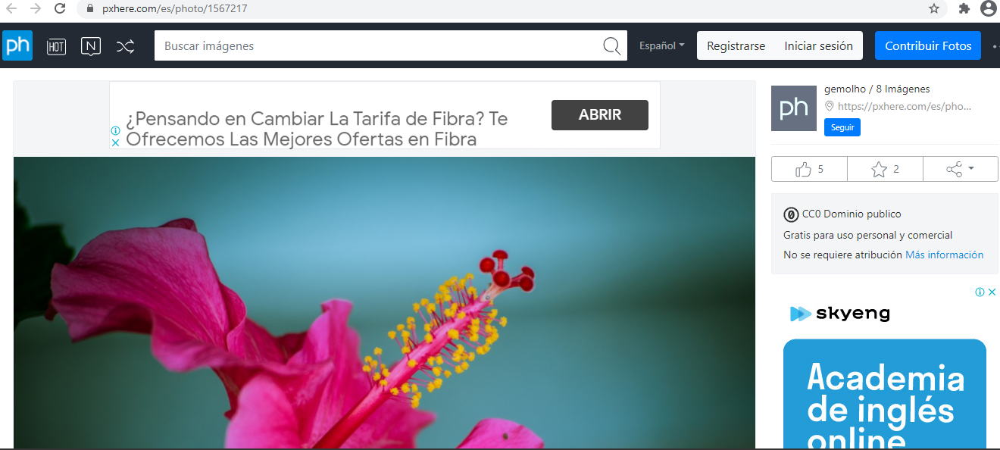 pxhere.com/es/photo/1567217
ph
HOT
N
Buscar imágenes
Español
Registrarse
Iniciar sesión
Contribuir Fotos
¿Pensando en Cambiar La Tarifa de Fibra? Te
Ofrecemos Las Mejores Ofertas en Fibra
ABRIR
ph
gemolho / 8 Imágenes
https://pxhere.com/es/pho...
Seguir
5
2
0 CC0 Dominio publico
Gratis para uso personal y comercial
No se requiere atribución Más información
skyeng
Academia
de inglés
online